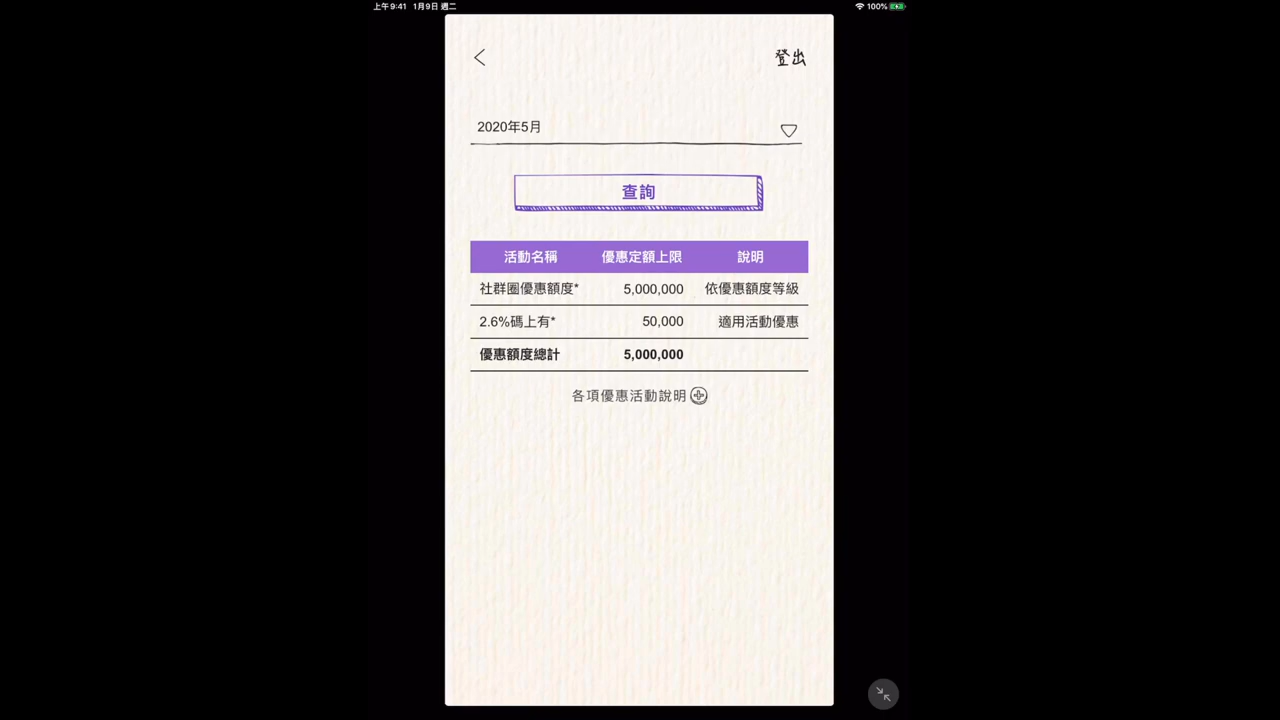 上午9:41 1月9日 週二 100%
登出
2020年5月
查詢
活動名稱 優惠定額上限 說明
社群圈優惠額度* 5,000,000 依優惠額度等級
2.6%碼上有* 50,000 適用活動優惠
優惠額度總計 5,000,000
各項優惠活動說明